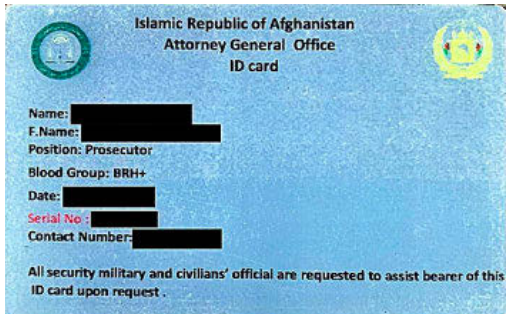 Islamic Republic of Afghanistan
Attorney General Office
ID card
Name:
F.Name:
Position: Prosecutor
Blood Group: BRH+
Date:
Serial No :
Contact Number:
All security military and civilians' official are requested to assist bearer of this
ID card upon request .